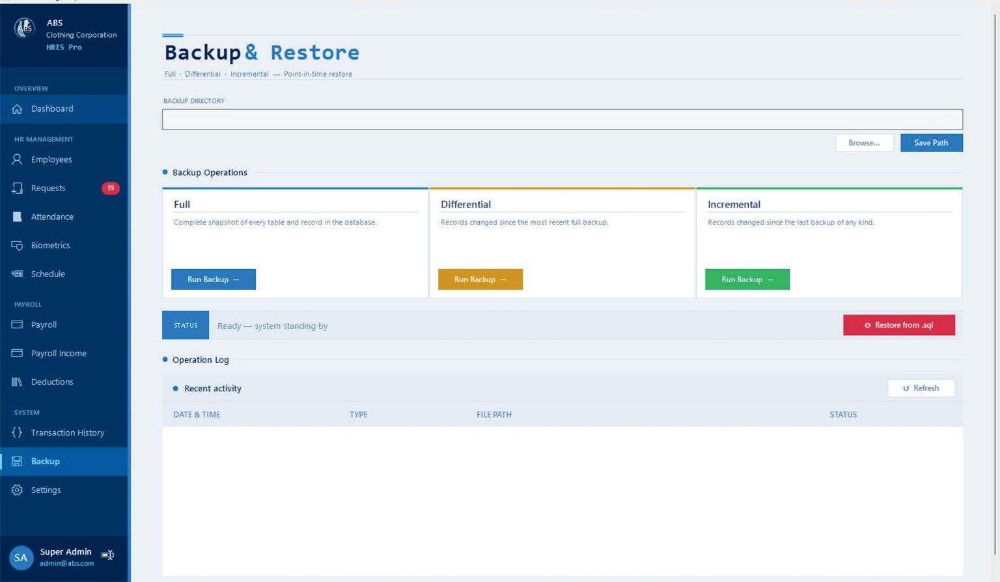 ABS
Clothing Corporation
HRIS Pro
OVERVIEW
Dashboard
HR MANAGEMENT
Employees
Requests 19
Attendance
Biometrics
Schedule
PAYROLL
Payroll
Payroll Income
Deductions
SYSTEM
Transaction History
Backup
Settings
SA
Super Admin
admin@abs.com
Backup & Restore
Full · Differential · Incremental — Point-in-time restore
BACKUP DIRECTORY
Browse...
Save Path
Backup Operations
Full
Complete snapshot of every table and record in the database.
Run Backup →
Differential
Records changed since the most recent full backup.
Run Backup →
Incremental
Records changed since the last backup of any kind.
Run Backup →
STATUS
Ready — system standing by
Restore from .sql
Operation Log
Recent activity
↺ Refresh
DATE & TIME TYPE FILE PATH STATUS